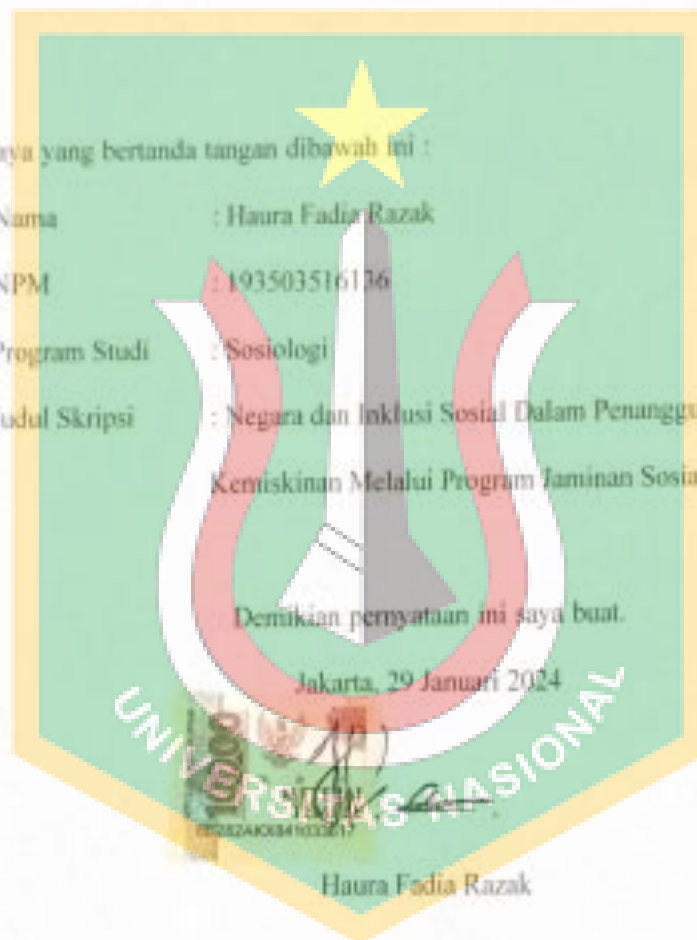 aya yang bertanda tangan dibawah ini :
Nama : Haura Fadia Razak
NPM : 193503516136
Program Studi : Sosiologi
Judul Skripsi : Negara dan Inklusi Sosial Dalam Penanggu
Kemiskinan Melalui Program Jaminan Sosia
Demikian pernyataan ini saya buat.
Jakarta, 29 Januari 2024
10000
UNIVERSITAS NASIONAL
Haura Fadia Razak